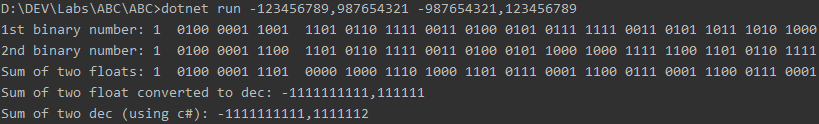 D:\DEV\Labs\ABC\ABC>dotnet run -123456789,987654321 -987654321,123456789
1st binary number: 1  0100 0001 1001  1101 0110 1111 0011 0100 0101 0111 1111 0011 0101 1011 1010 1000
2nd binary number: 1  0100 0001 1100  1101 0110 1111 0011 0100 0101 1000 1000 1111 1100 1101 0110 1111
Sum of two floats: 1  0100 0001 1101  0000 1000 1110 1000 1101 0111 0001 1100 0111 0001 1100 0111 0001
Sum of two float converted to dec: -1111111111,111111
Sum of two dec (using c#): -1111111111,1111112